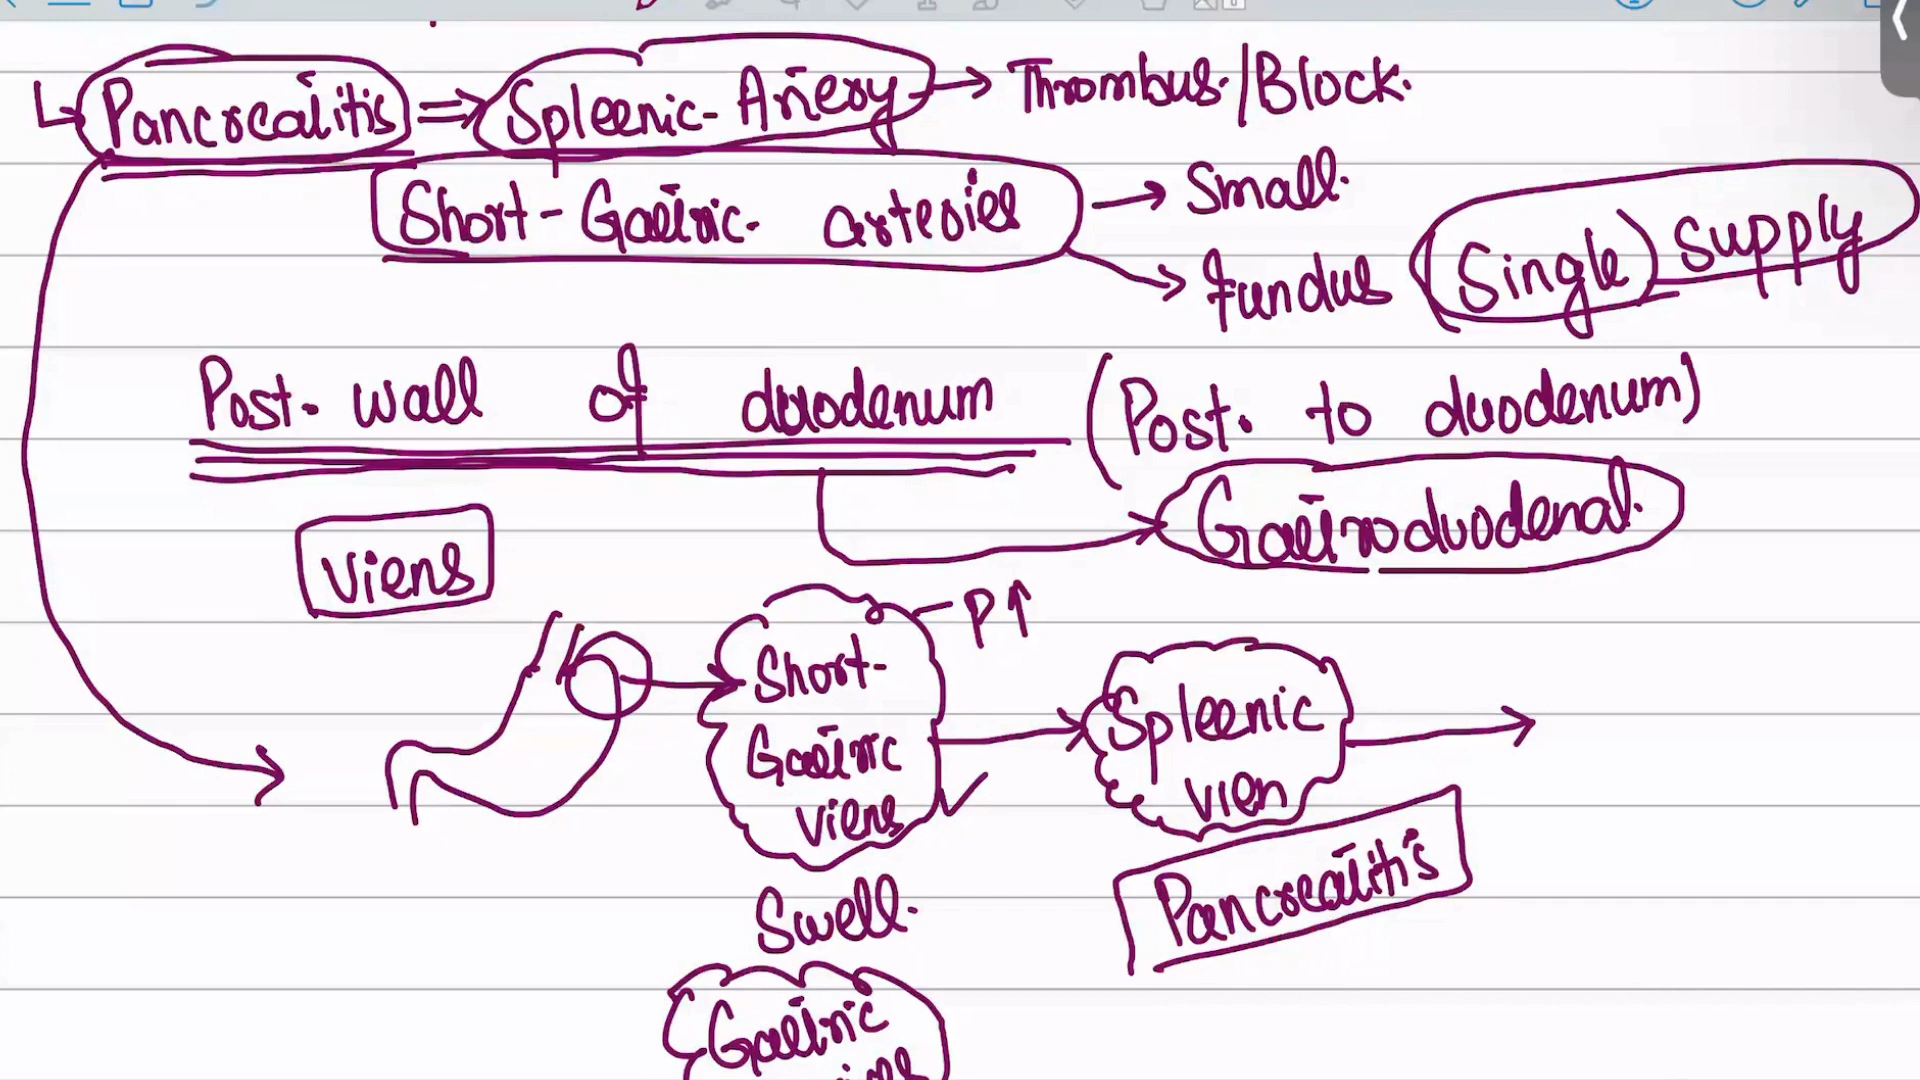 Pancreatitis ⇒ Spleenic-Artery → Thrombus./Block.
Short-Gastric. arteries → Small.
→ fundus (Single) Supply
Post. wall of duodenum (Post. to duodenum)
Gastroduodenal.
Viens
P↑
Short-
Gastric
Viens
Spleenic
Vien
Pancreatitis
Swell.
Gastric